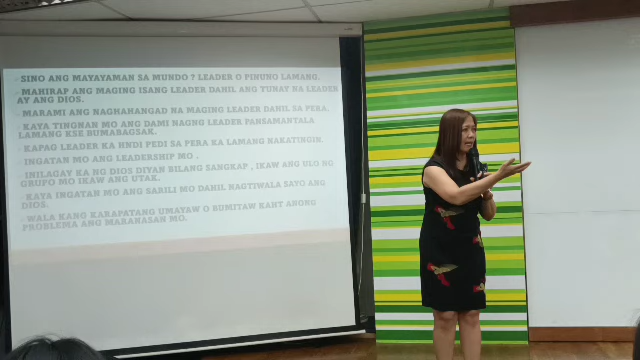 SINO ANG MAYAYAMAN SA MUNDO ? LEADER O PINUNO LAMANG.
MAHIRAP ANG MAGING ISANG LEADER DAHIL ANG TUNAY NA LEADER
AY ANG DIOS.
MARAMI ANG NAGHAHANGAD NA MAGING LEADER DAHIL SA PERA.
KAYA TINGNAN MO ANG DAMI NAGNG LEADER PANSAMANTALA
LAMANG KSE BUMABAGSAK.
KAPAG LEADER KA HNDI PEDI SA PERA KA LAMANG NAKATINGIN.
INGATAN MO ANG LEADERSHIP MO ,
INILAGAY KA NG DIOS DIYAN BILANG SANGKAP , IKAW ANG ULO NG
GRUPO MO IKAW ANG UTAK.
KAYA INGATAN MO ANG SARILI MO DAHIL NAGTIWALA SAYO ANG
DIOS.
WALA KANG KARAPATANG UMAYAW O BUMITAW KAHT ANONG
PROBLEMA ANG MARANASAN MO.